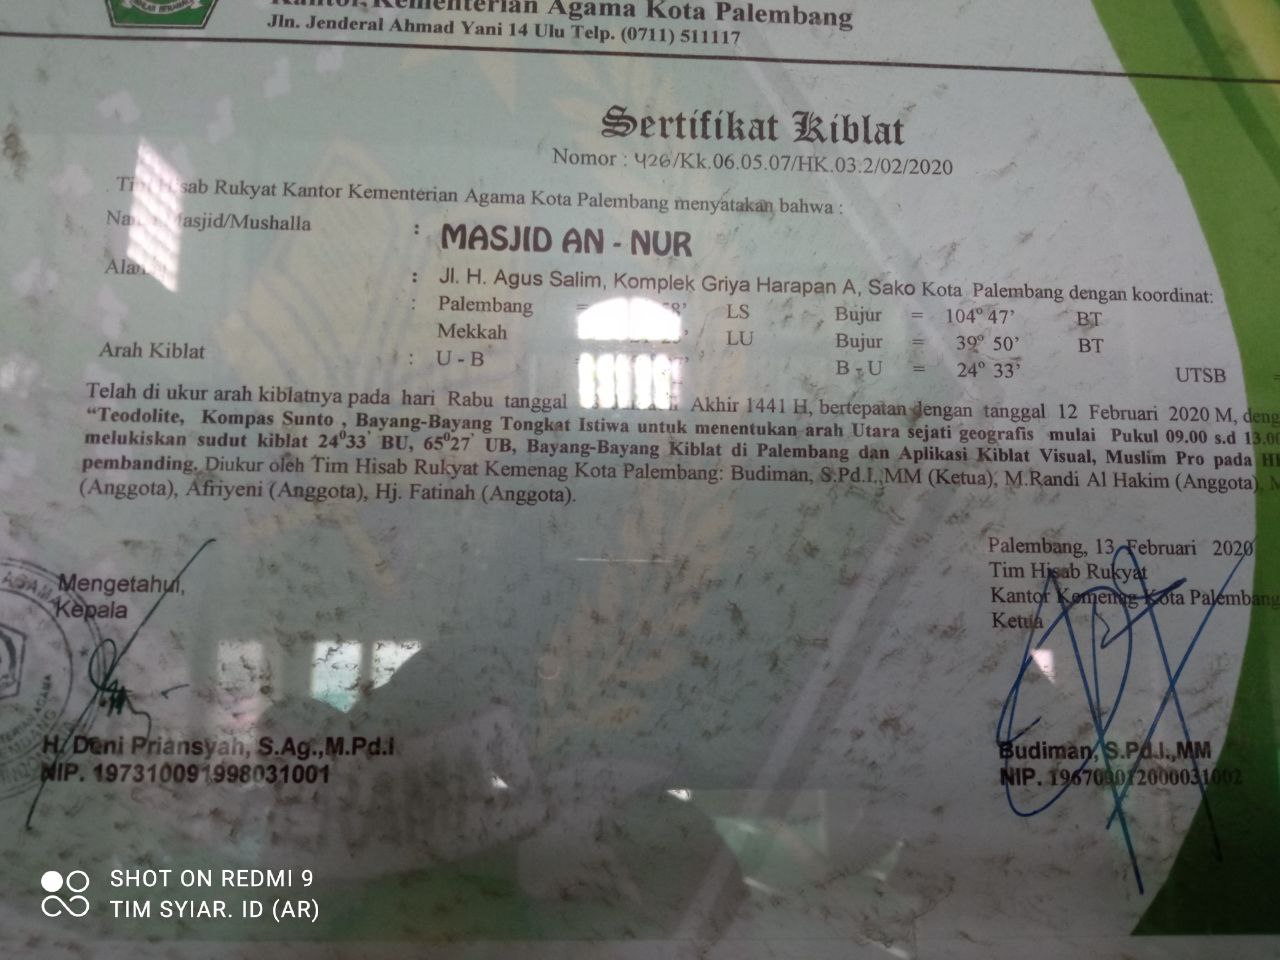 Kantor Kementerian Agama Kota Palembang
Jln. Jenderal Ahmad Yani 14 Ulu Telp. (0711) 511117
Sertifikat Kiblat
Nomor : 426/Kk.06.05.07/HK.03.2/02/2020
Rukyat Kantor Kementerian Agama Kota Palembang menyatakan bahwa :
: MASJID AN - NUR
: Jl. H. Agus Salim, Komplek Griya Harapan A, Sako Kota Palembang dengan koordinat:
: Palembang = LS Bujur = 104° 47' BT
Mekkah LU Bujur = 39° 50' BT
Arah Kiblat : U - B B - U = 24° 33' UTSB =
Telah di ukur arah kiblatnya pada hari Rabu tanggal Akhir 1441 H, bertepatan dengan tanggal 12 Februari 2020 M,
"Teodolite, Kompas Sunto , Bayang-Bayang Tongkat Istiwa untuk menentukan arah Utara sejati geografis mulai Pukul 09.00 s.d
melukiskan sudut kiblat 24⁰33' BU, 65⁰27' UB, Bayang-Bayang Kiblat di Palembang dan Aplikasi Kiblat Visual, Muslim Pro pada
pembanding. Diukur oleh Tim Hisab Rukyat Kemenag Kota Palembang: Budiman, S.Pd.I.,MM (Ketua), M.Randi Al Hakim (Anggota),
(Anggota), Afriyeni (Anggota), Hj. Fatinah (Anggota).
Palembang, 13 Februari 2020
Tim Hisab Rukyat
Kantor Kemenag Kota Palembang
Ketua
Budiman, S.Pd.I.,MM
NIP.
Mengetahui,
Kepala
H. Deni Priansyah, S.Ag.,M.Pd.I
NIP. 197310091998031001
SHOT ON REDMI 9
TIM SYIAR. ID (AR)